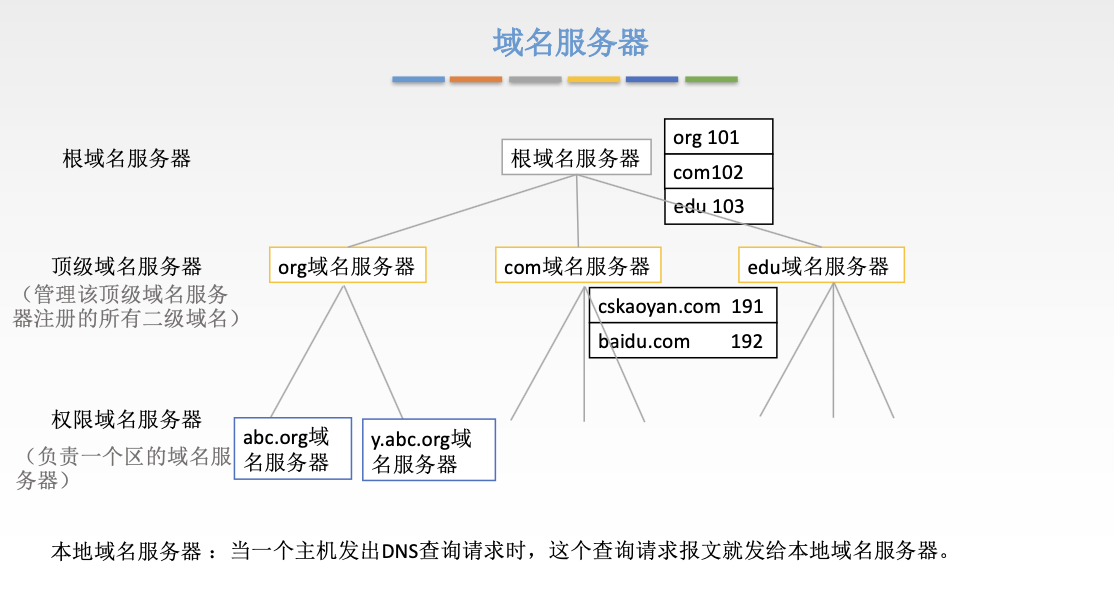 域名服务器
根域名服务器
根域名服务器
org 101
com102
edu 103
顶级域名服务器
（管理该顶级域名服务
器注册的所有二级域名）
org域名服务器
com域名服务器
edu域名服务器
cskaoyan.com 191
baidu.com 192
权限域名服务器
（负责一个区的域名服
务器）
abc.org域
名服务器
y.abc.org域
名服务器
本地域名服务器：当一个主机发出DNS查询请求时，这个查询请求报文就发给本地域名服务器。